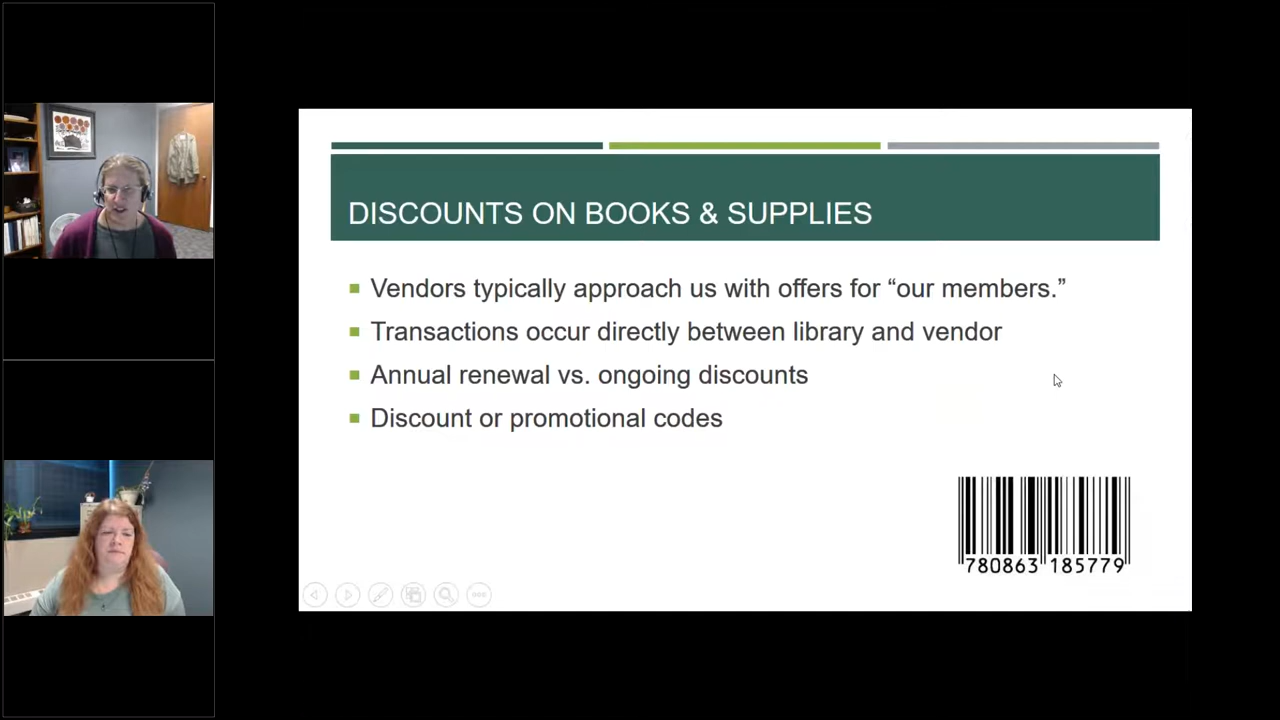 DISCOUNTS ON BOOKS & SUPPLIES
Vendors typically approach us with offers for “our members.”
Transactions occur directly between library and vendor
Annual renewal vs. ongoing discounts
Discount or promotional codes
780863 185779